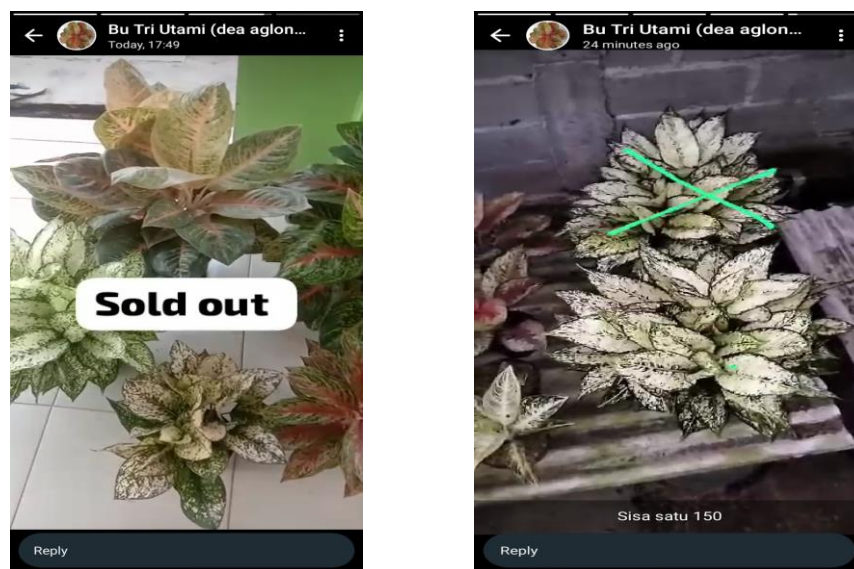 Bu Tri Utami (dea aglon...
Today, 17:49
Sold out
Reply
Bu Tri Utami (dea aglon...
24 minutes ago
Sisa satu 150
Reply